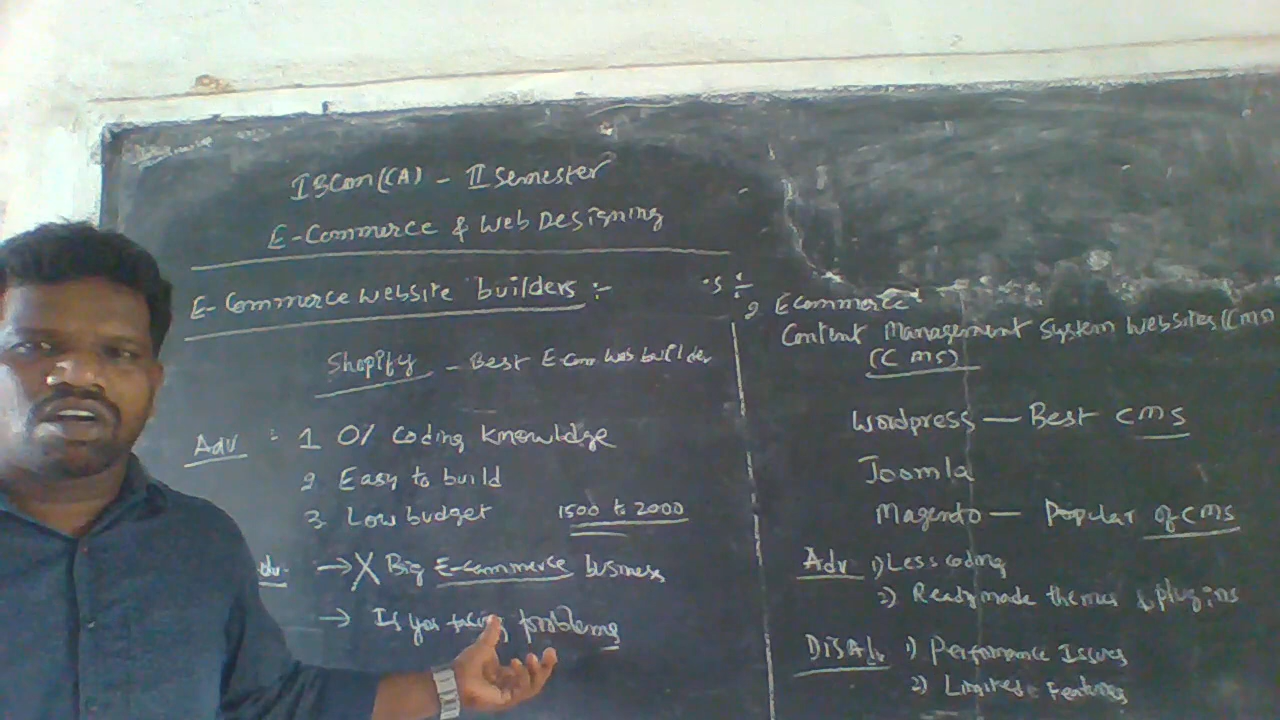 I BCom(CA) - II Semester
E-Commerce & Web Designing
E-Commerce website builders :-
Shopify - Best E-Com Web builder
Adv : 1 0% Coding knowldge
2 Easy to build
3 Low budget 1500 to 2000
dv. → X Big E-commerce business
→ Is you facing problems
2 Ecommerce
Content Management System websites (CMS)
(CMS)
Wordpress — Best CMS
Joomla
Magento — Popular of CMS
Adv 1) Less coding
2) Readymade themes & plugins
DisAdv 1) Performance Issues
2) Limited Features